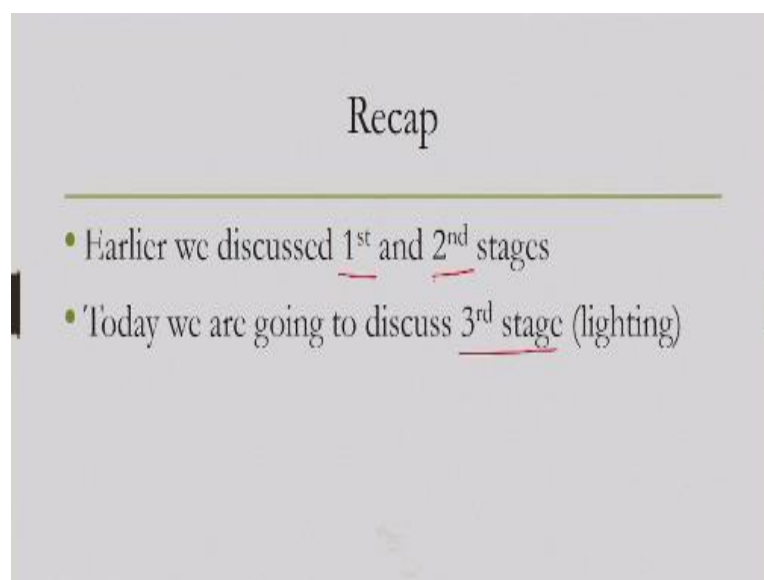 Recap
• Earlier we discussed 1st and 2nd stages
• Today we are going to discuss 3rd stage (lighting)